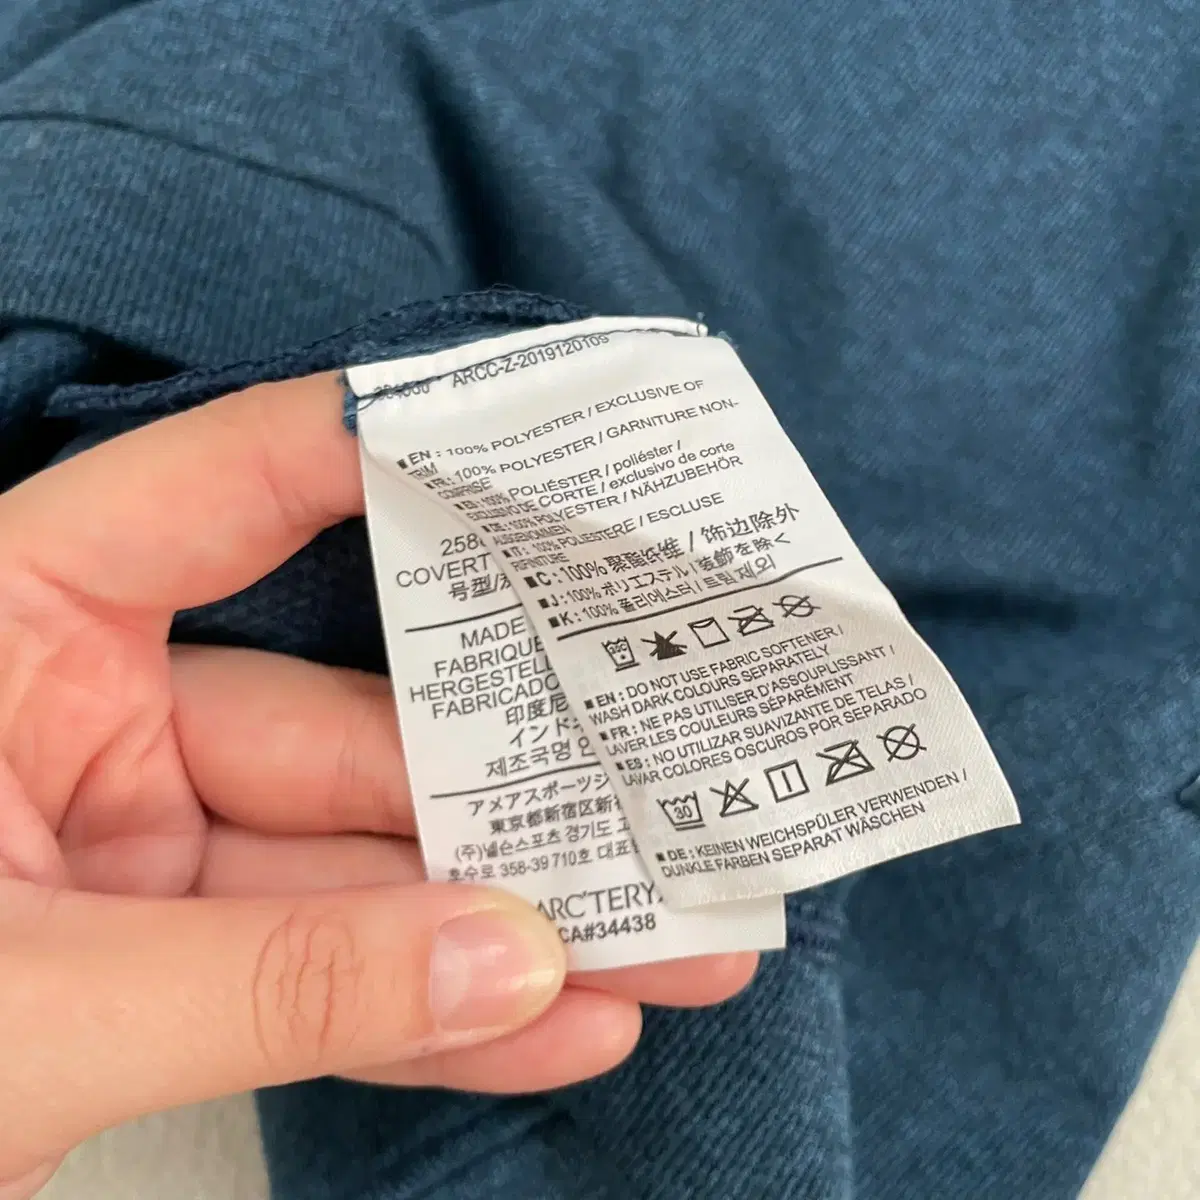 ARCC-Z-2019120109
■EN : 100% POLYESTER / EXCLUSIVE OF
TRIM
■FR : 100% POLYESTER / GARNITURE NON-
COMPRISE
■ES : 100% POLIÉSTER / poliéster /
EXCLUSIVO DE CORTE / exclusivo de corte
■DE : 100% POLYESTER / NÄHZUBEHÖR
AUSGENOMMEN
■IT : 100% POLIESTERE / ESCLUSE
RIFINITURE
■C : 100% 聚酯纤维 / 饰边除外
■J : 100% ポリエステル / 装飾を除く
■K : 100% 폴리에스터 / 트림 제외
■EN : DO NOT USE FABRIC SOFTENER /
WASH DARK COLOURS SEPARATELY
■FR : NE PAS UTILISER D'ASSOUPLISSANT /
LAVER LES COULEURS SÉPARÉMENT
■ES : NO UTILIZAR SUAVIZANTE DE TELAS /
LAVAR COLORES OSCUROS POR SEPARADO
30
■DE : KEINEN WEICHSPÜLER VERWENDEN /
DUNKLE FARBEN SEPARAT WÄSCHEN
258
COVERT
号型
MADE
FABRIQUE
HERGESTELL
FABRICADO
印度尼
インド
제조국명
アメアスポーツジ
東京都新宿区新
(주)넬슨스포츠 경기도
호수로 358-39 710호 대표
ARC'TERY
CA#34438